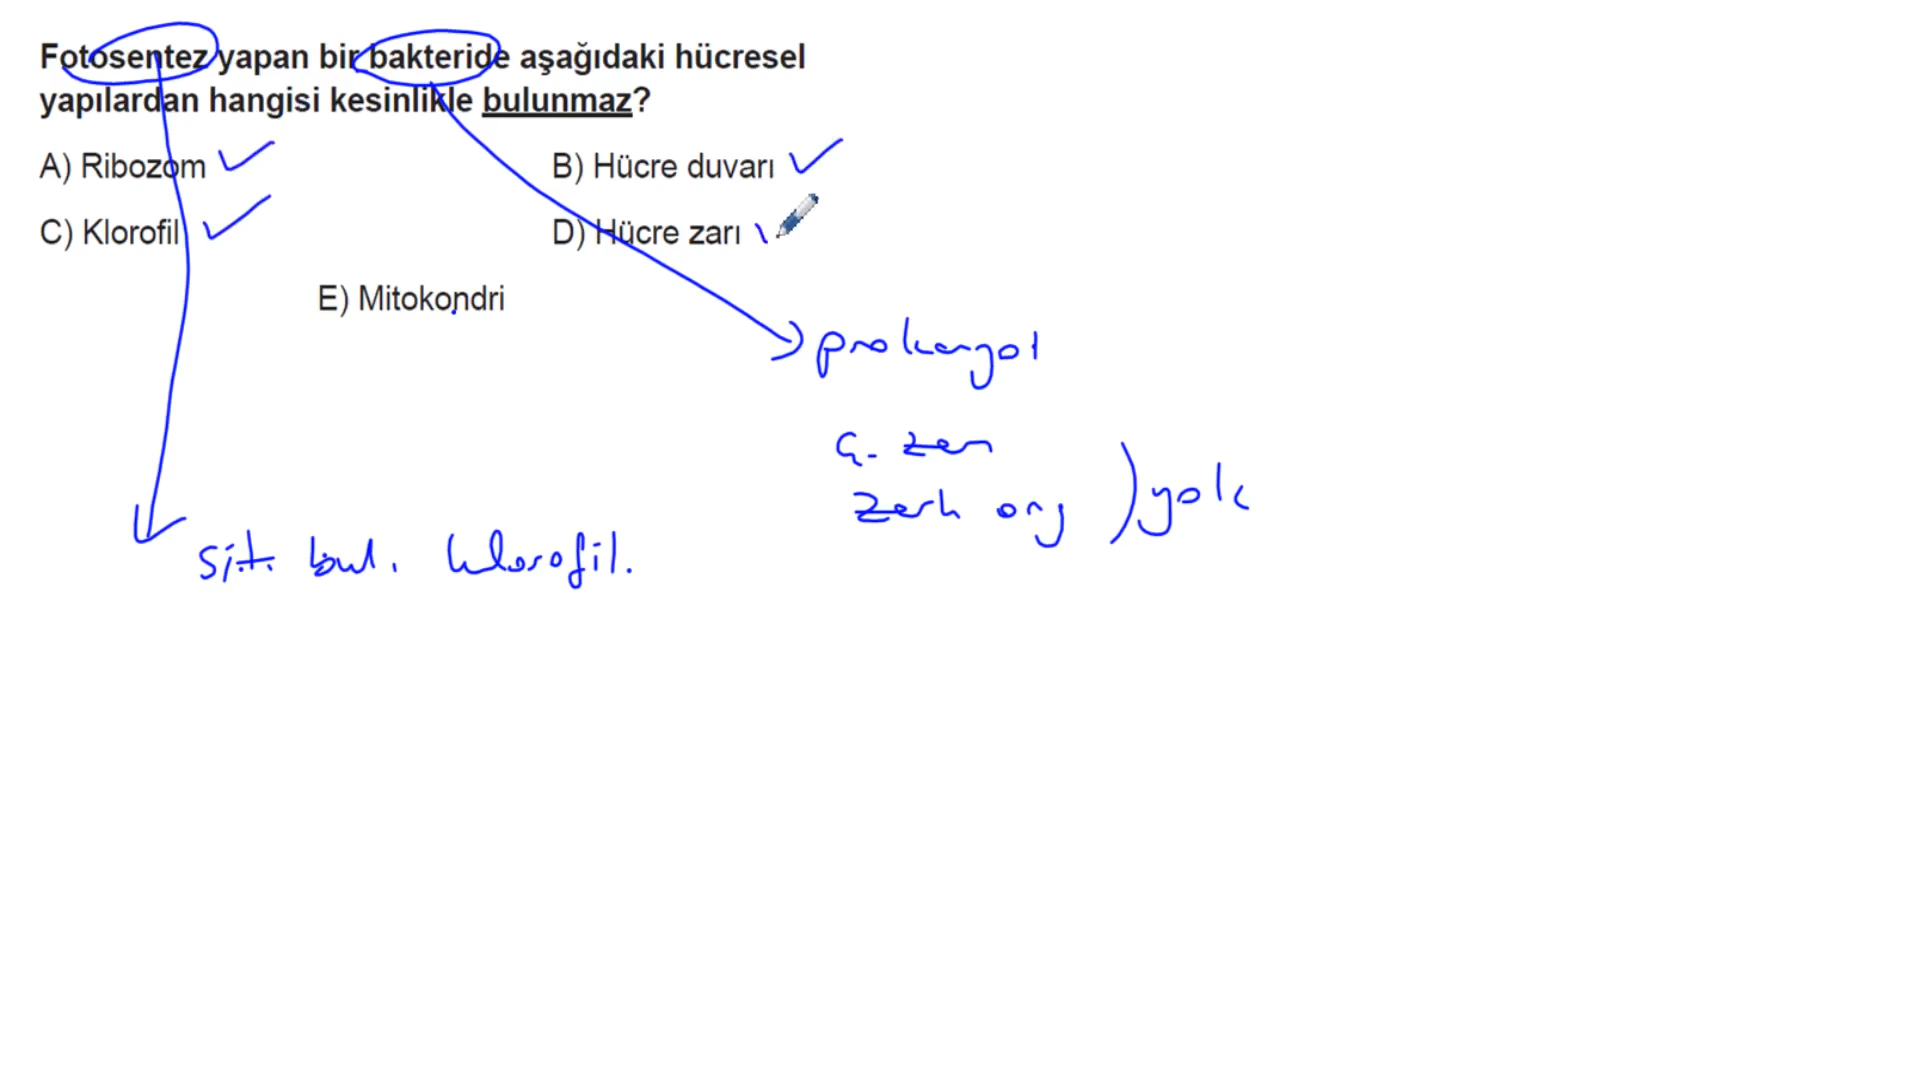 Fotosentez yapan bir bakteride aşağıdaki hücresel
yapılardan hangisi kesinlikle bulunmaz?
A) Ribozom B) Hücre duvarı
C) Klorofil D) Hücre zarı
E) Mitokondri
prokaryot
Ç. zarı
zarlı org yok
sit. bul. klorofil.